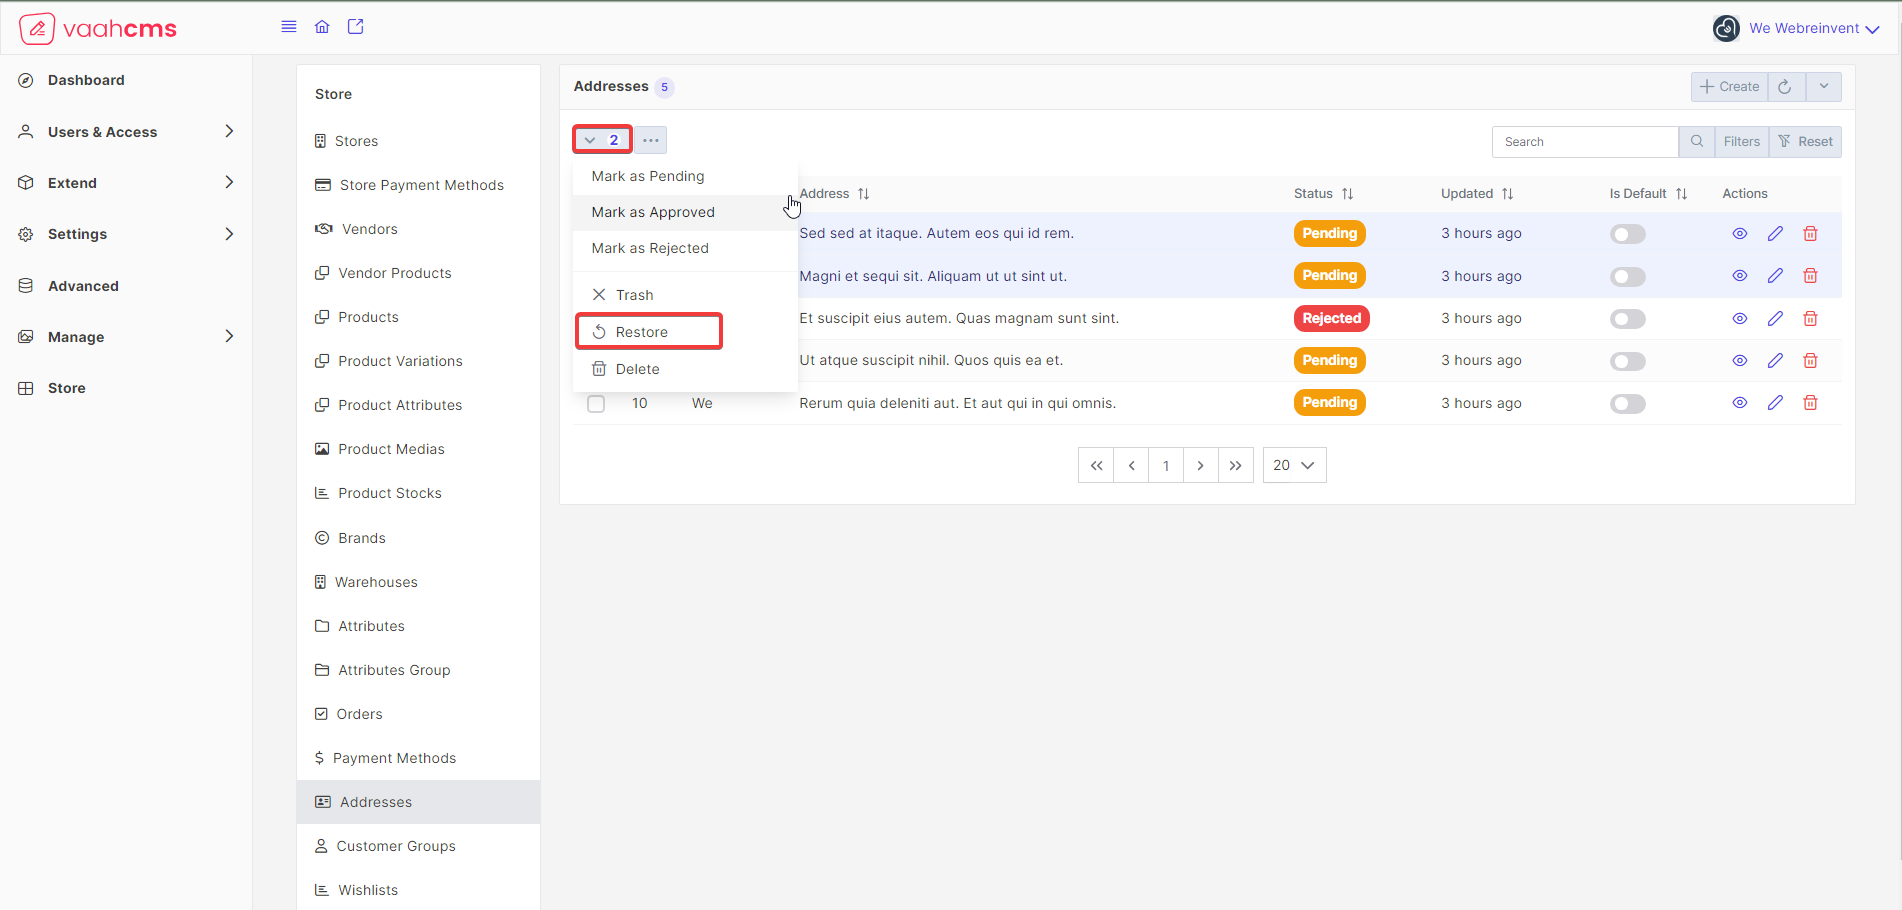 vaahcms
We Webreinvent
Dashboard
Users & Access
Extend
Settings
Advanced
Manage
Store
Store
Stores
Store Payment Methods
Vendors
Vendor Products
Products
Product Variations
Product Attributes
Product Medias
Product Stocks
Brands
Warehouses
Attributes
Attributes Group
Orders
Payment Methods
Addresses
Customer Groups
Wishlists
Addresses 5
Create
2
Search Filters Reset
Mark as Pending
Mark as Approved
Mark as Rejected
Trash
Restore
Delete
Address Status Updated Is Default Actions
Sed sed at itaque. Autem eos qui id rem. Pending 3 hours ago
Magni et sequi sit. Aliquam ut ut sint ut. Pending 3 hours ago
Et suscipit eius autem. Quas magnam sunt sint. Rejected 3 hours ago
Ut atque suscipit nihil. Quos quis ea et. Pending 3 hours ago
10 We Rerum quia deleniti aut. Et aut qui in qui omnis. Pending 3 hours ago
1 20